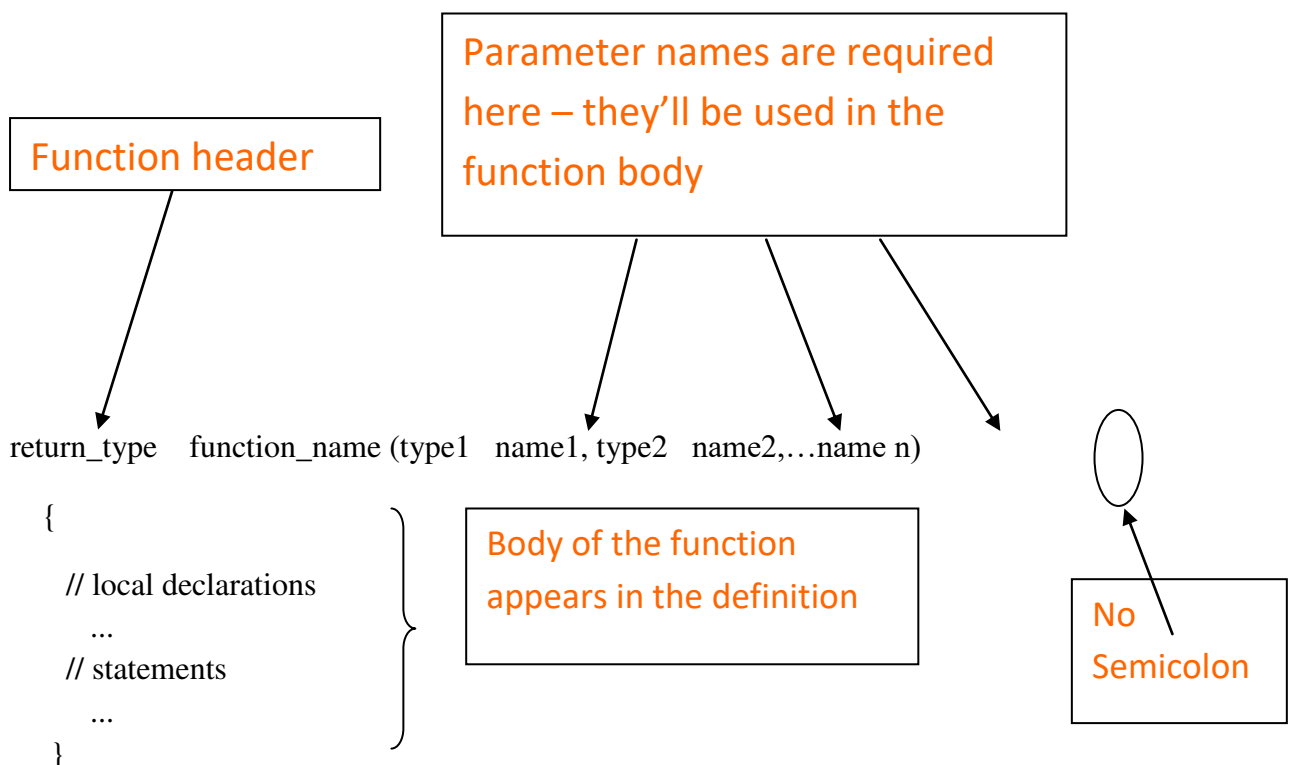 Parameter names are required
here – they’ll be used in the
function body
Function header
return_type function_name (type1 name1, type2 name2,…name n)
{
// local declarations
...
// statements
...
}
Body of the function
appears in the definition
No
Semicolon